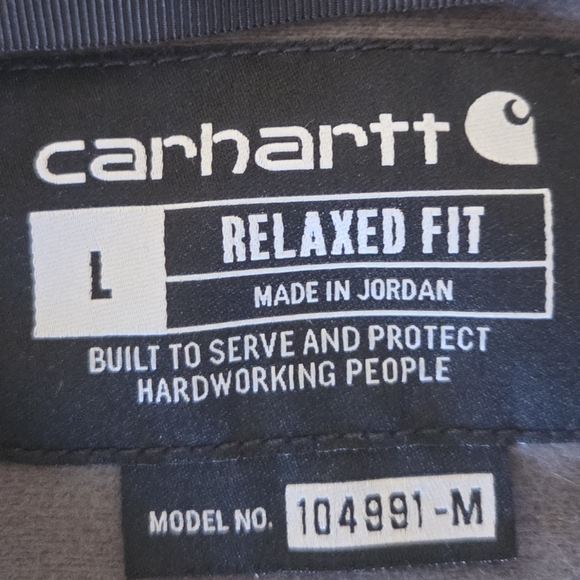 carhartt
L
RELAXED FIT
MADE IN JORDAN
BUILT TO SERVE AND PROTECT
HARDWORKING PEOPLE
MODEL NO. 104991-M